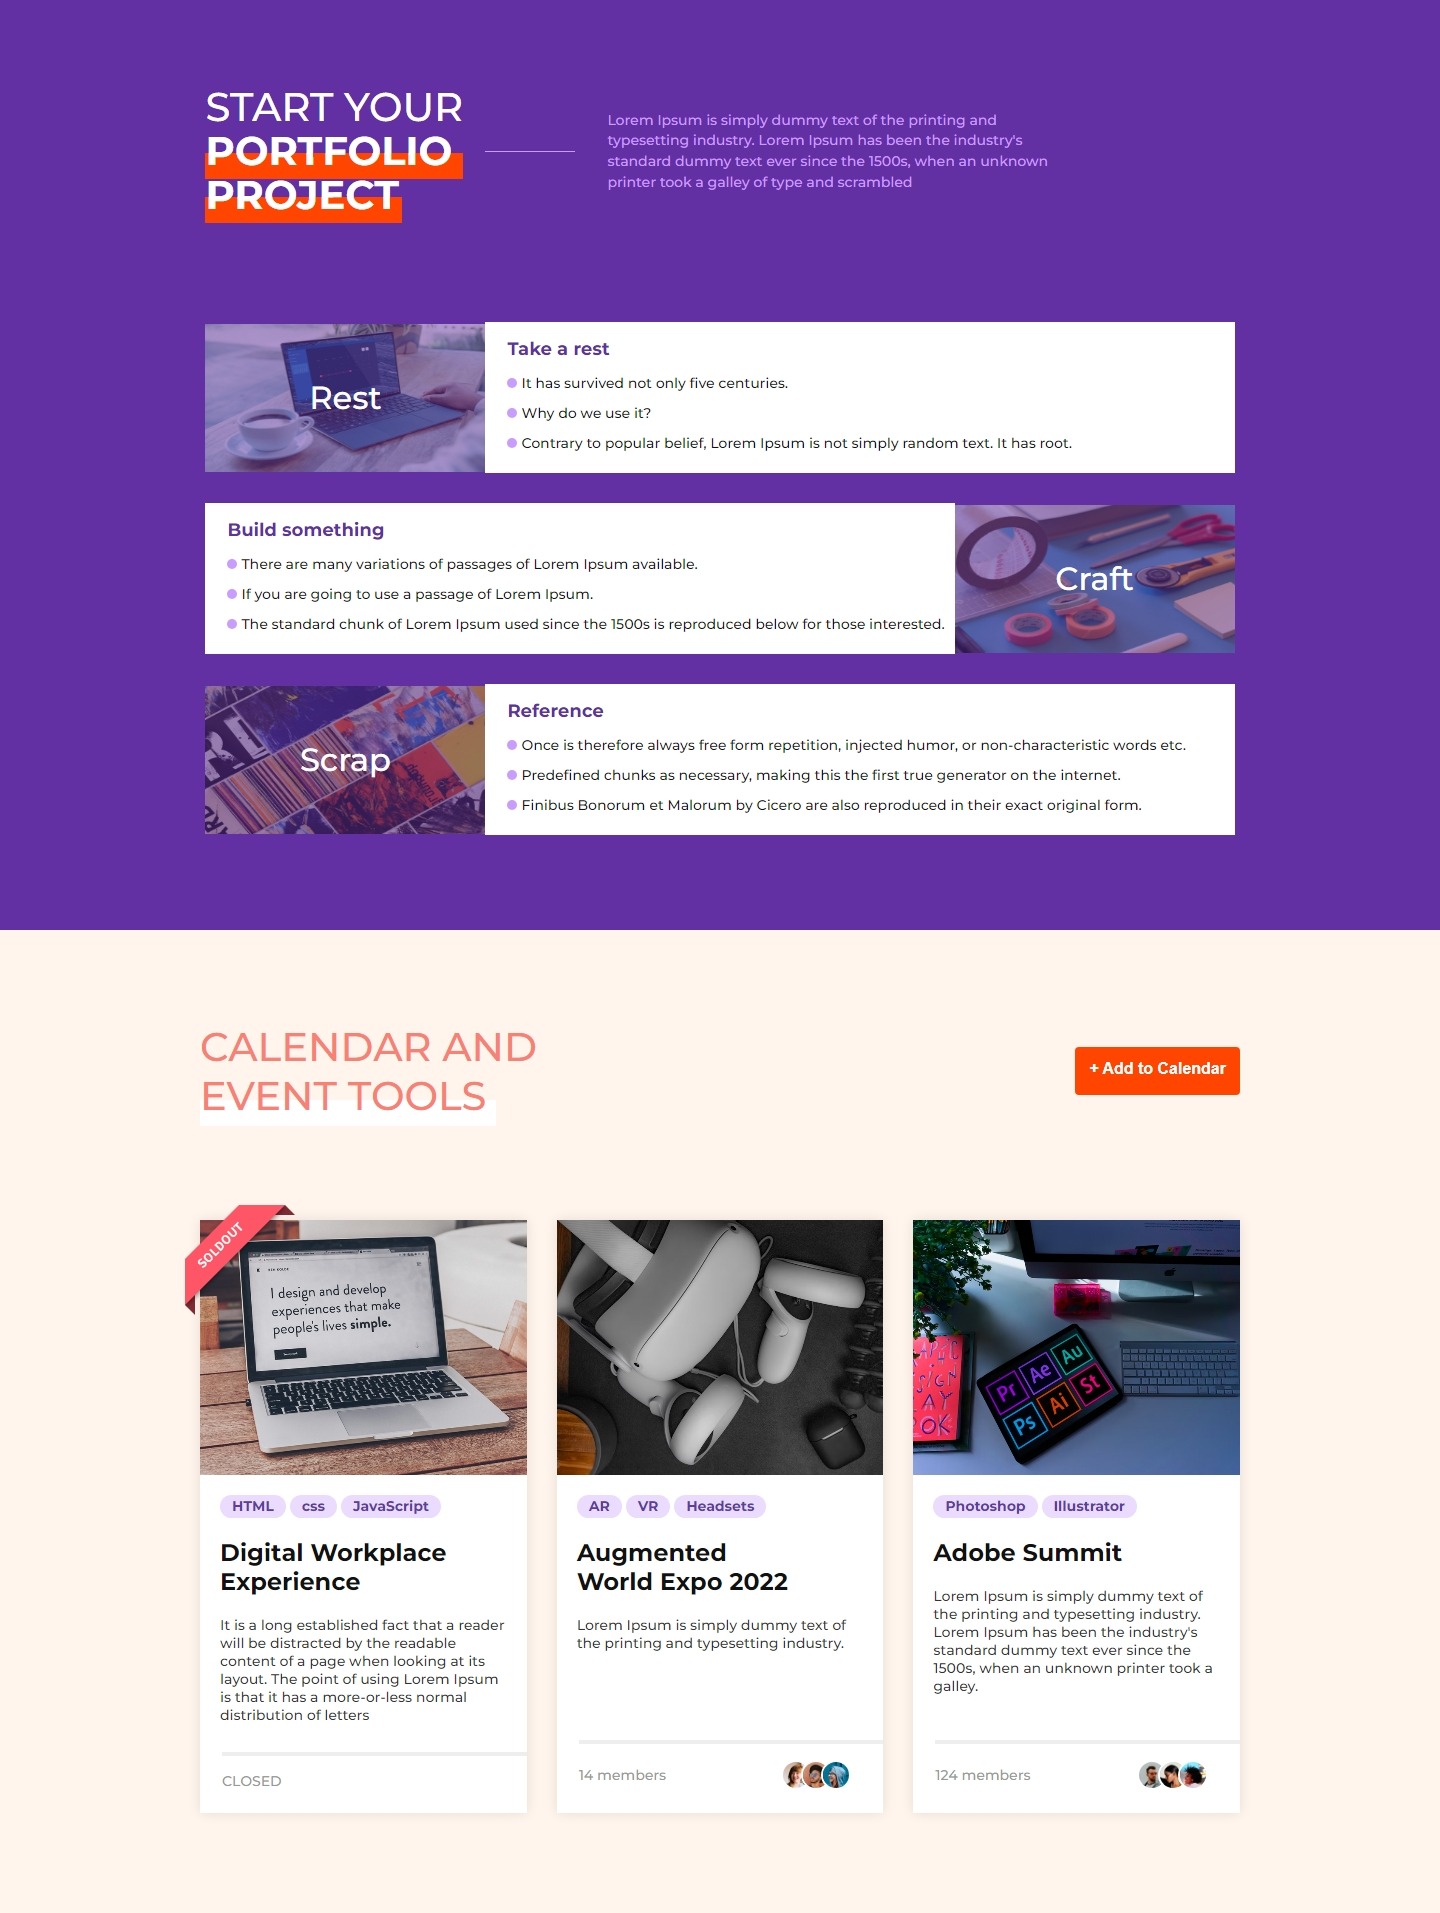 START YOUR
PORTFOLIO
PROJECT
Lorem Ipsum is simply dummy text of the printing and
typesetting industry. Lorem Ipsum has been the industry's
standard dummy text ever since the 1500s, when an unknown
printer took a galley of type and scrambled
Rest
Take a rest
It has survived not only five centuries.
Why do we use it?
Contrary to popular belief, Lorem Ipsum is not simply random text. It has root.
Build something
There are many variations of passages of Lorem Ipsum available.
If you are going to use a passage of Lorem Ipsum.
The standard chunk of Lorem Ipsum used since the 1500s is reproduced below for those interested.
Craft
Scrap
Reference
Once is therefore always free form repetition, injected humor, or non-characteristic words etc.
Predefined chunks as necessary, making this the first true generator on the internet.
Finibus Bonorum et Malorum by Cicero are also reproduced in their exact original form.
CALENDAR AND
EVENT TOOLS
+ Add to Calendar
SOLDOUT
I design and develop
experiences that make
people's lives simple.
HTML css JavaScript
Digital Workplace
Experience
It is a long established fact that a reader
will be distracted by the readable
content of a page when looking at its
layout. The point of using Lorem Ipsum
is that it has a more-or-less normal
distribution of letters
CLOSED
AR VR Headsets
Augmented
World Expo 2022
Lorem Ipsum is simply dummy text of
the printing and typesetting industry.
14 members
Pr Ae Au
Ps Ai St
Photoshop Illustrator
Adobe Summit
Lorem Ipsum is simply dummy text of
the printing and typesetting industry.
Lorem Ipsum has been the industry's
standard dummy text ever since the
1500s, when an unknown printer took a
galley.
124 members